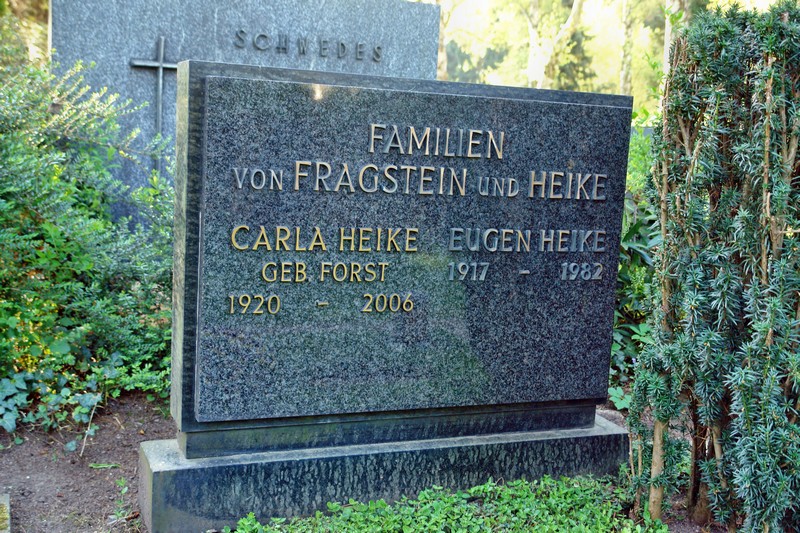 SCHWEDES
FAMILIEN
VON FRAGSTEIN UND HEIKE
CARLA HEIKE
GEB. FORST
1920 - 2006
EUGEN HEIKE
1917 - 1982